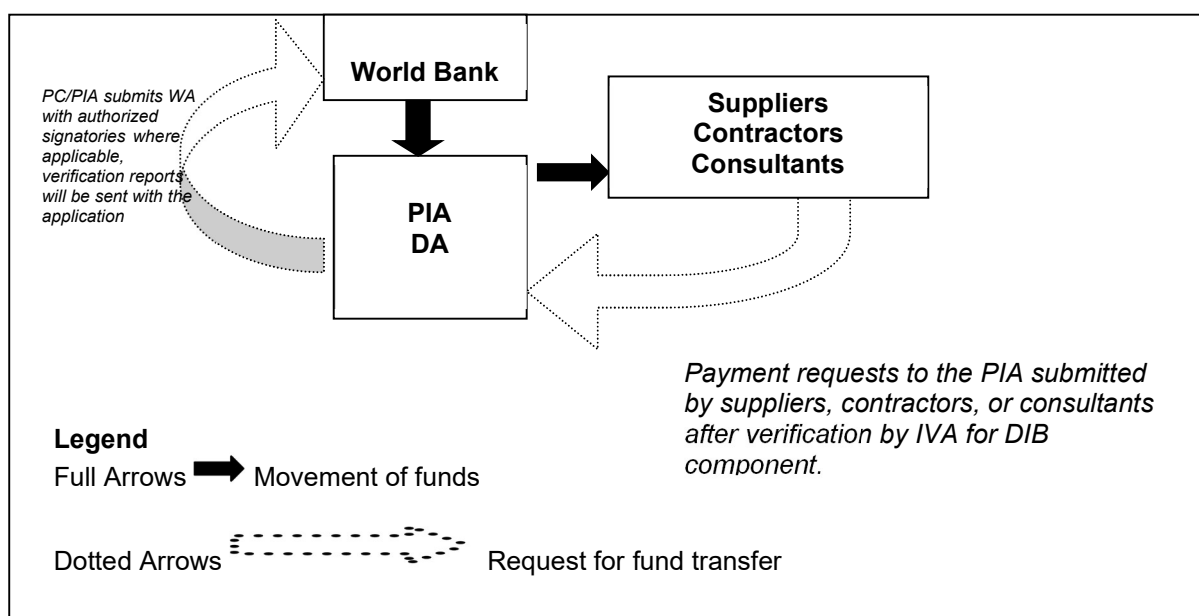 World Bank
PC/PIA submits WA
with authorized
signatories where
applicable,
verification reports
will be sent with the
application
Suppliers
Contractors
Consultants
PIA
DA
Payment requests to the PIA submitted
by suppliers, contractors, or consultants
after verification by IVA for DIB
component.
Legend
Full Arrows Movement of funds
Dotted Arrows Request for fund transfer